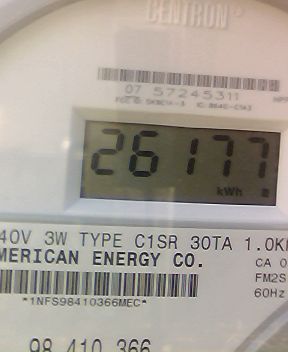 CENTRON®
07 57245311
26177
kWh
40V 3W TYPE C1SR 30TA 1.0K
MERICAN ENERGY CO.
CA 0
FM2S
*1NFS98410366MEC*
60Hz
98 410 366